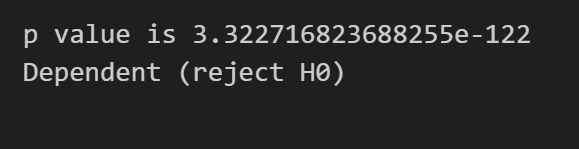 p value is 3.322716823688255e-122
Dependent (reject H0)